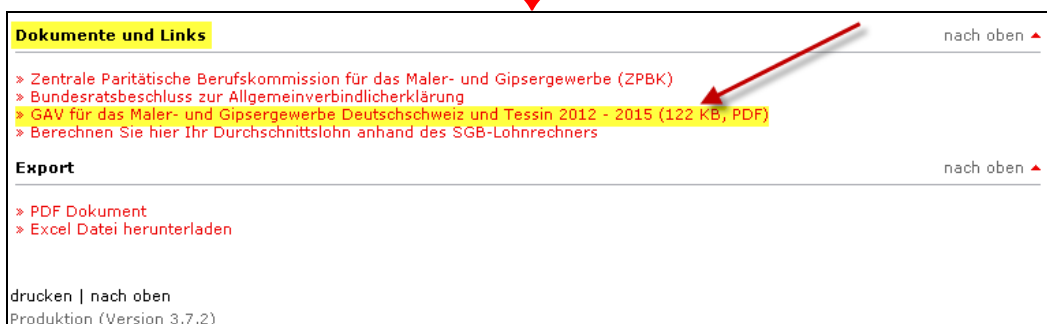 Dokumente und Links nach oben
» Zentrale Paritätische Berufskommission für das Maler- und Gipsergewerbe (ZPBK)
» Bundesratsbeschluss zur Allgemeinverbindlicherklärung
» GAV für das Maler- und Gipsergewerbe Deutschschweiz und Tessin 2012 - 2015 (122 KB, PDF)
» Berechnen Sie hier Ihr Durchschnittslohn anhand des SGB-Lohnrechners
Export nach oben
» PDF Dokument
» Excel Datei herunterladen
drucken | nach oben
Produktion (Version 3.7.2)